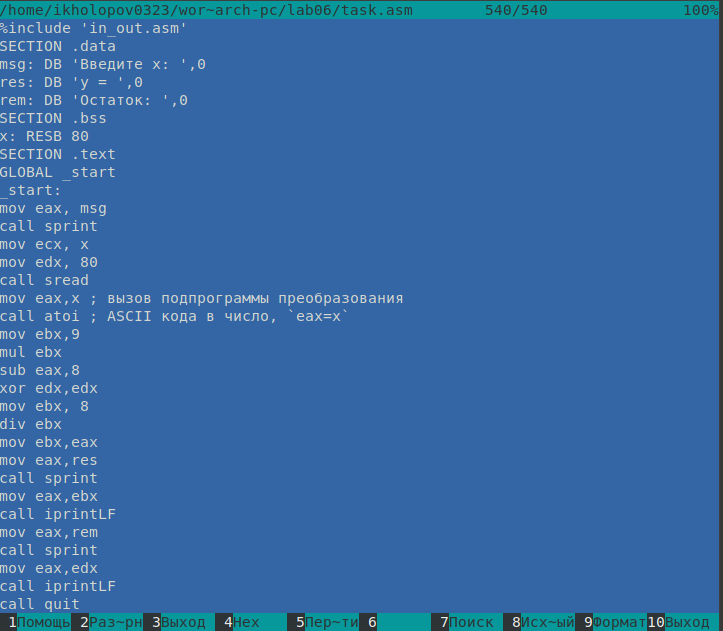 /home/ikholopov0323/wor~arch-pc/lab06/task.asm 540/540 100%
%include 'in_out.asm'
SECTION .data
msg: DB 'Введите x: ',0
res: DB 'y = ',0
rem: DB 'Остаток: ',0
SECTION .bss
x: RESB 80
SECTION .text
GLOBAL _start
_start:
mov eax, msg
call sprint
mov ecx, x
mov edx, 80
call sread
mov eax,x ; вызов подпрограммы преобразования
call atoi ; ASCII кода в число, `eax=x`
mov ebx,9
mul ebx
sub eax,8
xor edx,edx
mov ebx, 8
div ebx
mov ebx,eax
mov eax,res
call sprint
mov eax,ebx
call iprintLF
mov eax,rem
call sprint
mov eax,edx
call iprintLF
call quit
1Помощь 2Раз~рн 3Выход 4Hex 5Пер~ти 6 7Поиск 8Исх~ый 9Формат 10Выход